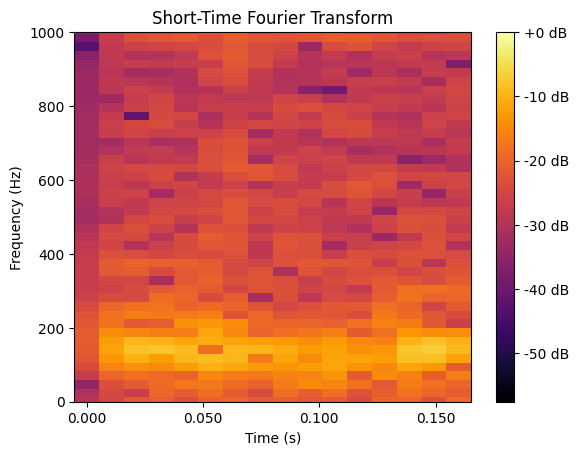 Short-Time Fourier Transform
Frequency (Hz)
1000
800
600
400
200
0
0.000
0.050
0.100
0.150
Time (s)
+0 dB
-10 dB
-20 dB
-30 dB
-40 dB
-50 dB